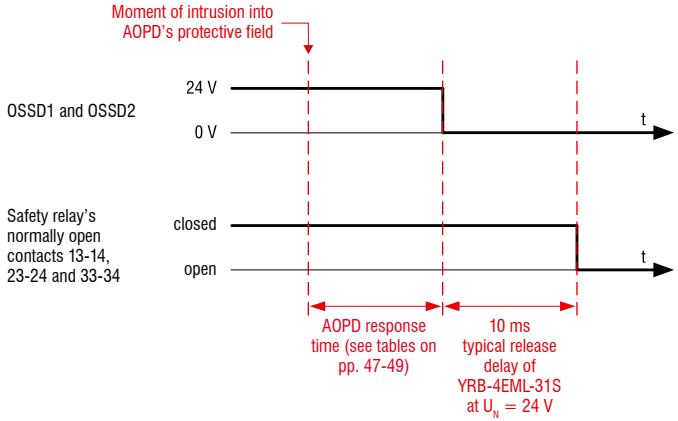 Moment of intrusion into
AOPD's protective field
24 V
OSSD1 and OSSD2
0 V
t
Safety relay's
normally open
contacts 13-14,
23-24 and 33-34
closed
open
t
AOPD response
time (see tables on
pp. 47-49)
10 ms
typical release
delay of
YRB-4EML-31S
at U_N = 24 V